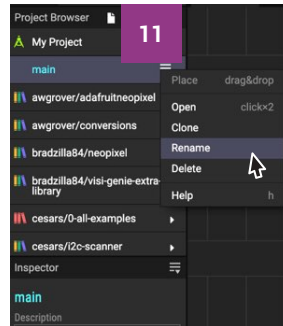 Project Browser
11
My Project
main
awgrover/adafruitneopixel
awgrover/conversions
bradzilla84/neopixel
bradzilla84/visi-genie-extra-
library
cesars/0-all-examples
cesars/i2c-scanner
Place drag&drop
Open click×2
Clone
Rename
Delete
Help h
Inspector
main
Description